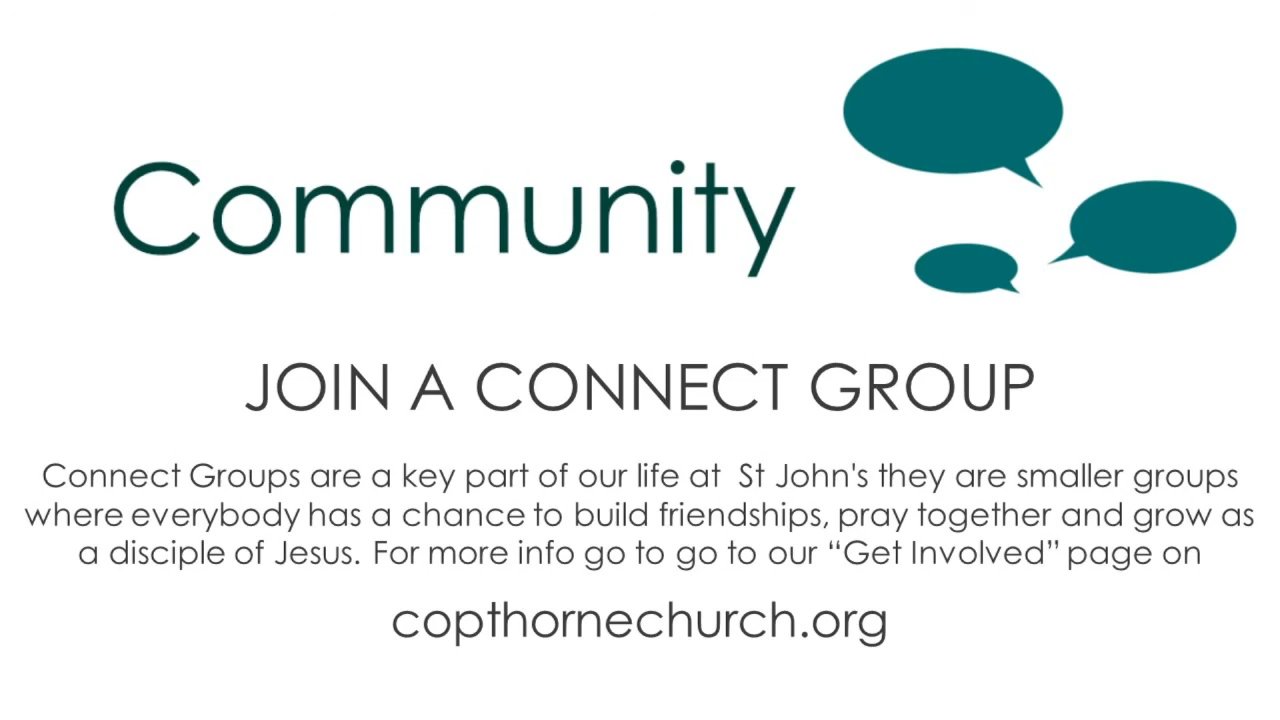 Community
JOIN A CONNECT GROUP
Connect Groups are a key part of our life at St John's they are smaller groups
where everybody has a chance to build friendships, pray together and grow as
a disciple of Jesus. For more info go to go to our “Get Involved” page on
copthornechurch.org